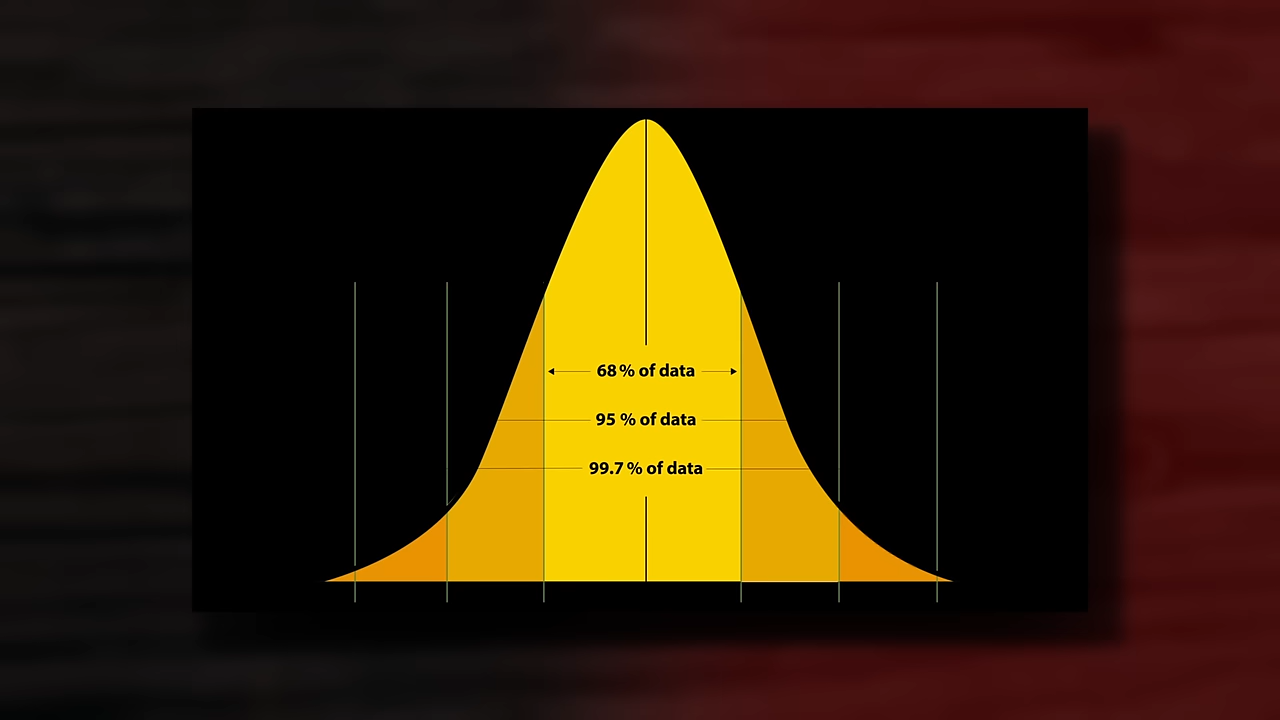 68% of data
95 % of data
99.7% of data